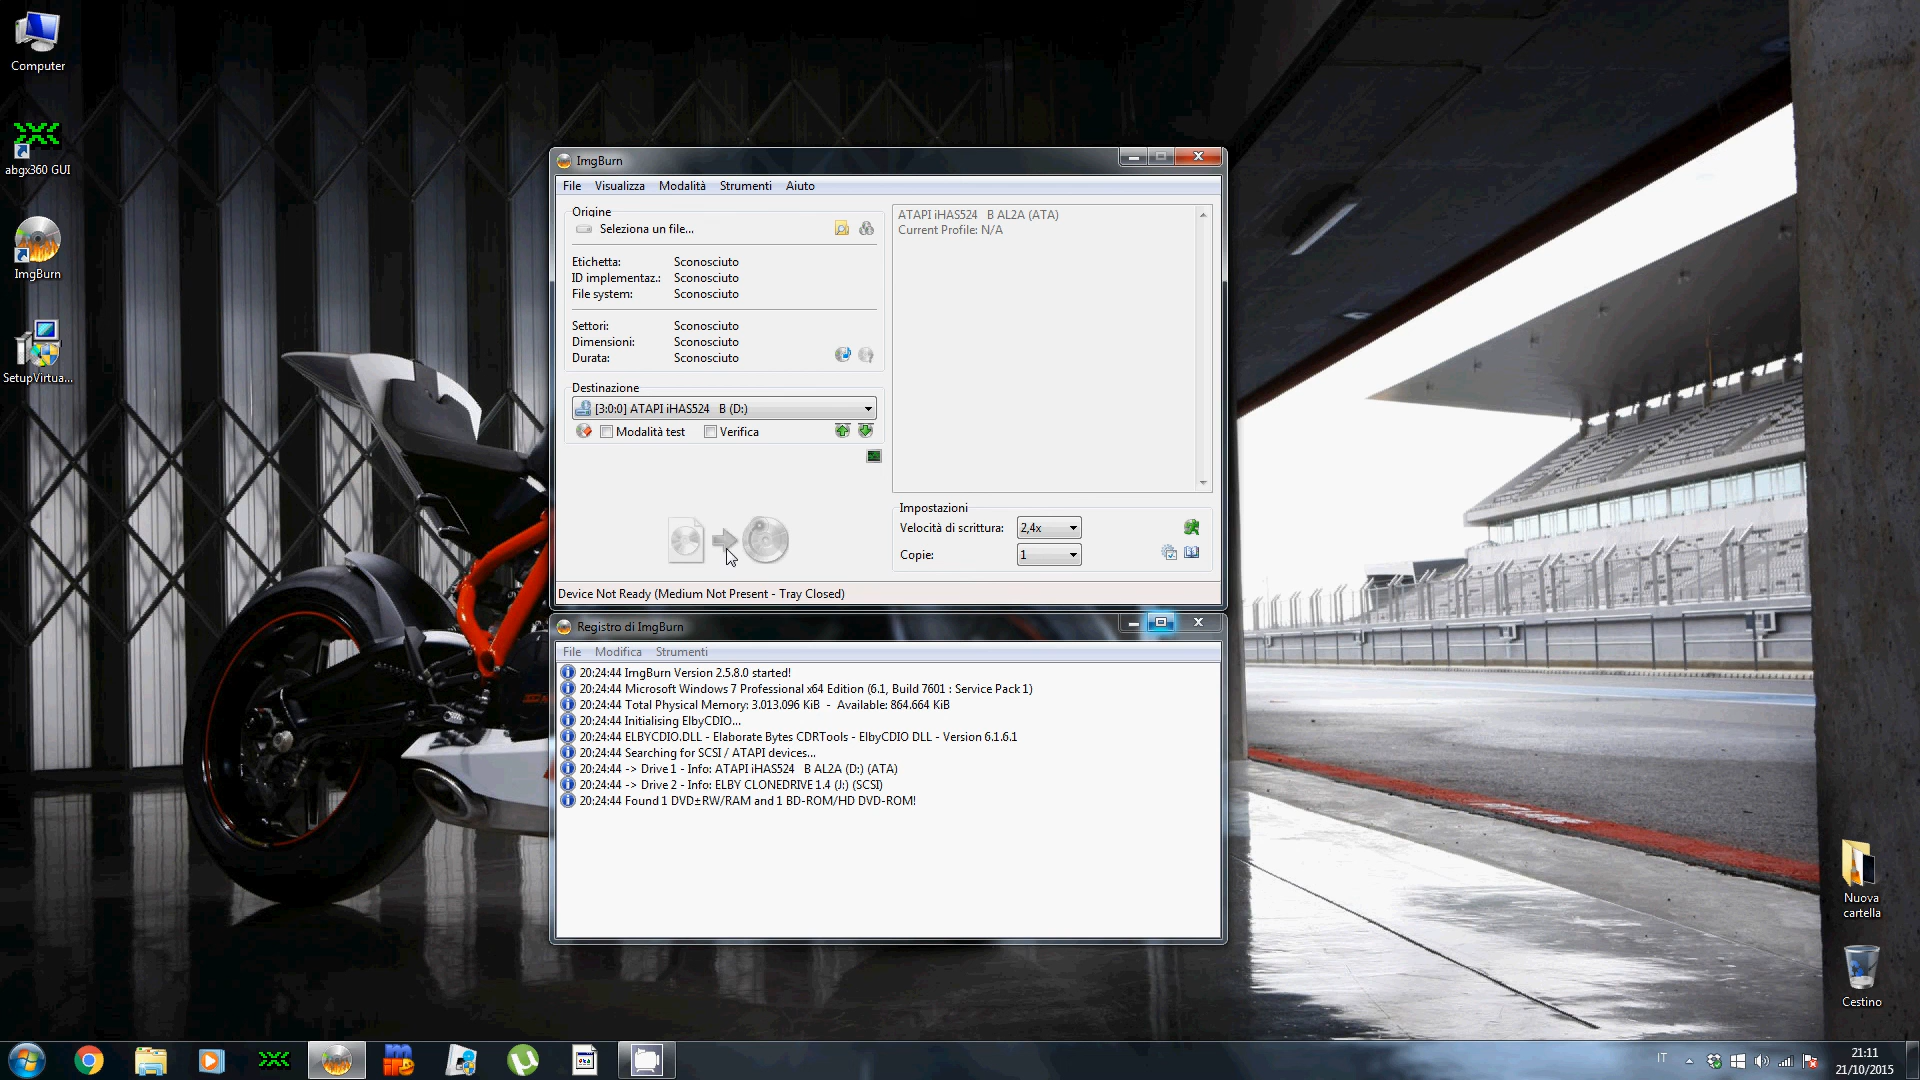 Computer
abgx360 GUI
ImgBurn
SetupVirtua...
ImgBurn
File Visualizza Modalità Strumenti Aiuto
Origine
Seleziona un file...
Etichetta: Sconosciuto
ID implementaz.: Sconosciuto
File system: Sconosciuto
Settori: Sconosciuto
Dimensioni: Sconosciuto
Durata: Sconosciuto
Destinazione
[3:0:0] ATAPI iHAS524 B (D:)
Modalità test Verifica
ATAPI iHAS524 B AL2A (ATA)
Current Profile: N/A
Impostazioni
Velocità di scrittura: 2,4x
Copie: 1
Device Not Ready (Medium Not Present - Tray Closed)
Registro di ImgBurn
File Modifica Strumenti
20:24:44 ImgBurn Version 2.5.8.0 started!
20:24:44 Microsoft Windows 7 Professional x64 Edition (6.1, Build 7601 : Service Pack 1)
20:24:44 Total Physical Memory: 3.013.096 KiB - Available: 864.664 KiB
20:24:44 Initialising ElbyCDIO...
20:24:44 ELBYCDIO.DLL - Elaborate Bytes CDRTools - ElbyCDIO DLL - Version 6.1.6.1
20:24:44 Searching for SCSI / ATAPI devices...
20:24:44 -> Drive 1 - Info: ATAPI iHAS524 B AL2A (D:) (ATA)
20:24:44 -> Drive 2 - Info: ELBY CLONEDRIVE 1.4 (J:) (SCSI)
20:24:44 Found 1 DVD±RW/RAM and 1 BD-ROM/HD DVD-ROM!
Nuova
cartella
Cestino
IT
21:11
21/10/2015